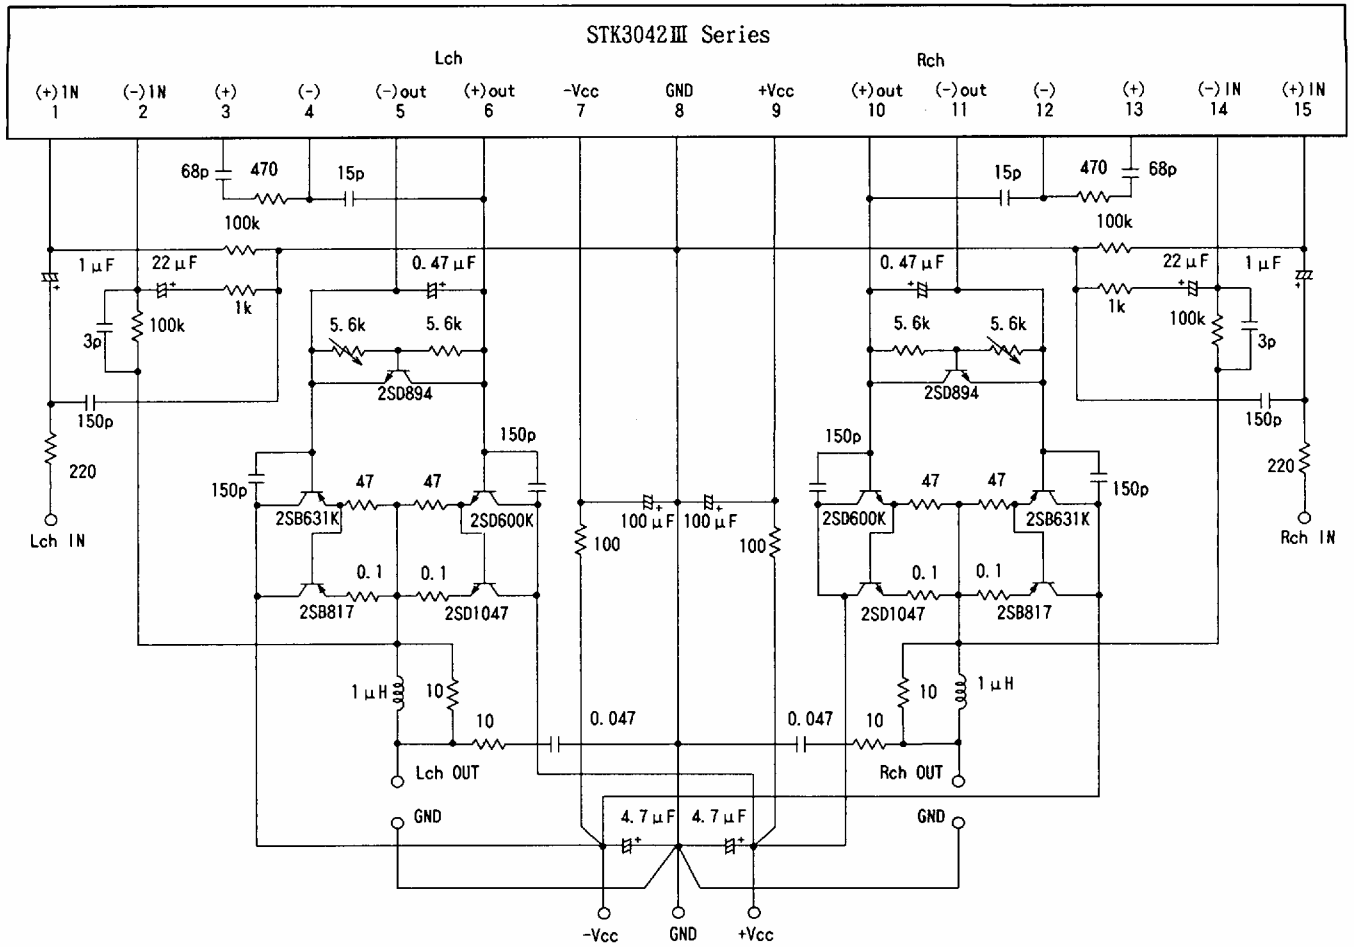 STK3042Ⅲ Series
Lch Rch
(+)IN (-)IN (+) (-) (-)out (+)out -Vcc GND +Vcc (+)out (-)out (-) (+) (-)IN (+)IN
1 2 3 4 5 6 7 8 9 10 11 12 13 14 15
68p 470 15p 15p 470 68p
100k 100k
1μF 22μF 0.47μF 0.47μF 22μF 1μF
1k 1k
3p 100k 5.6k 5.6k 5.6k 5.6k 100k 3p
2SD894 2SD894
150p 150p
150p 150p
220 47 47 47 47 220
150p 150p
2SB631K 2SD600K 2SD600K 2SB631K
100μF 100μF
Lch IN 100 100 Rch IN
0.1 0.1 0.1 0.1
2SB817 2SD1047 2SD1047 2SB817
1μH 10 10 1μH
10 0.047 0.047 10
Lch OUT Rch OUT
GND 4.7μF 4.7μF GND
-Vcc GND +Vcc